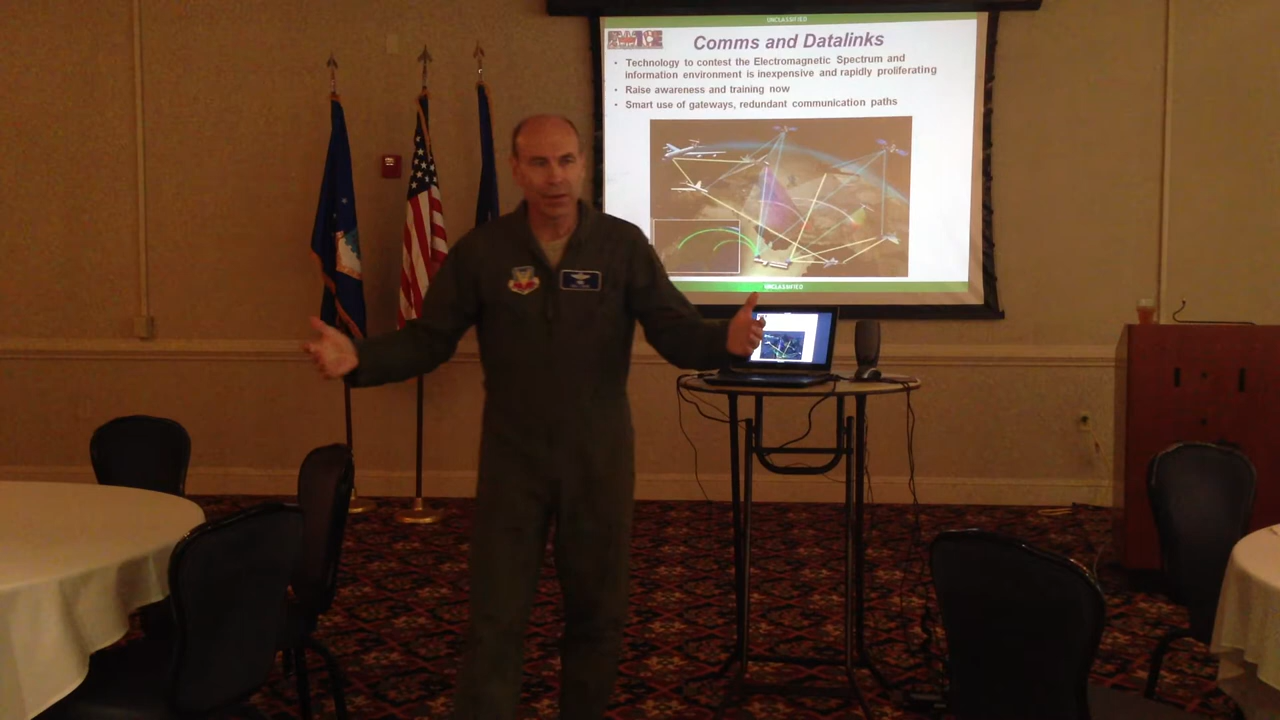 UNCLASSIFIED
Comms and Datalinks
• Technology to contest the Electromagnetic Spectrum and
information environment is inexpensive and rapidly proliferating
• Raise awareness and training now
• Smart use of gateways, redundant communication paths
UNCLASSIFIED